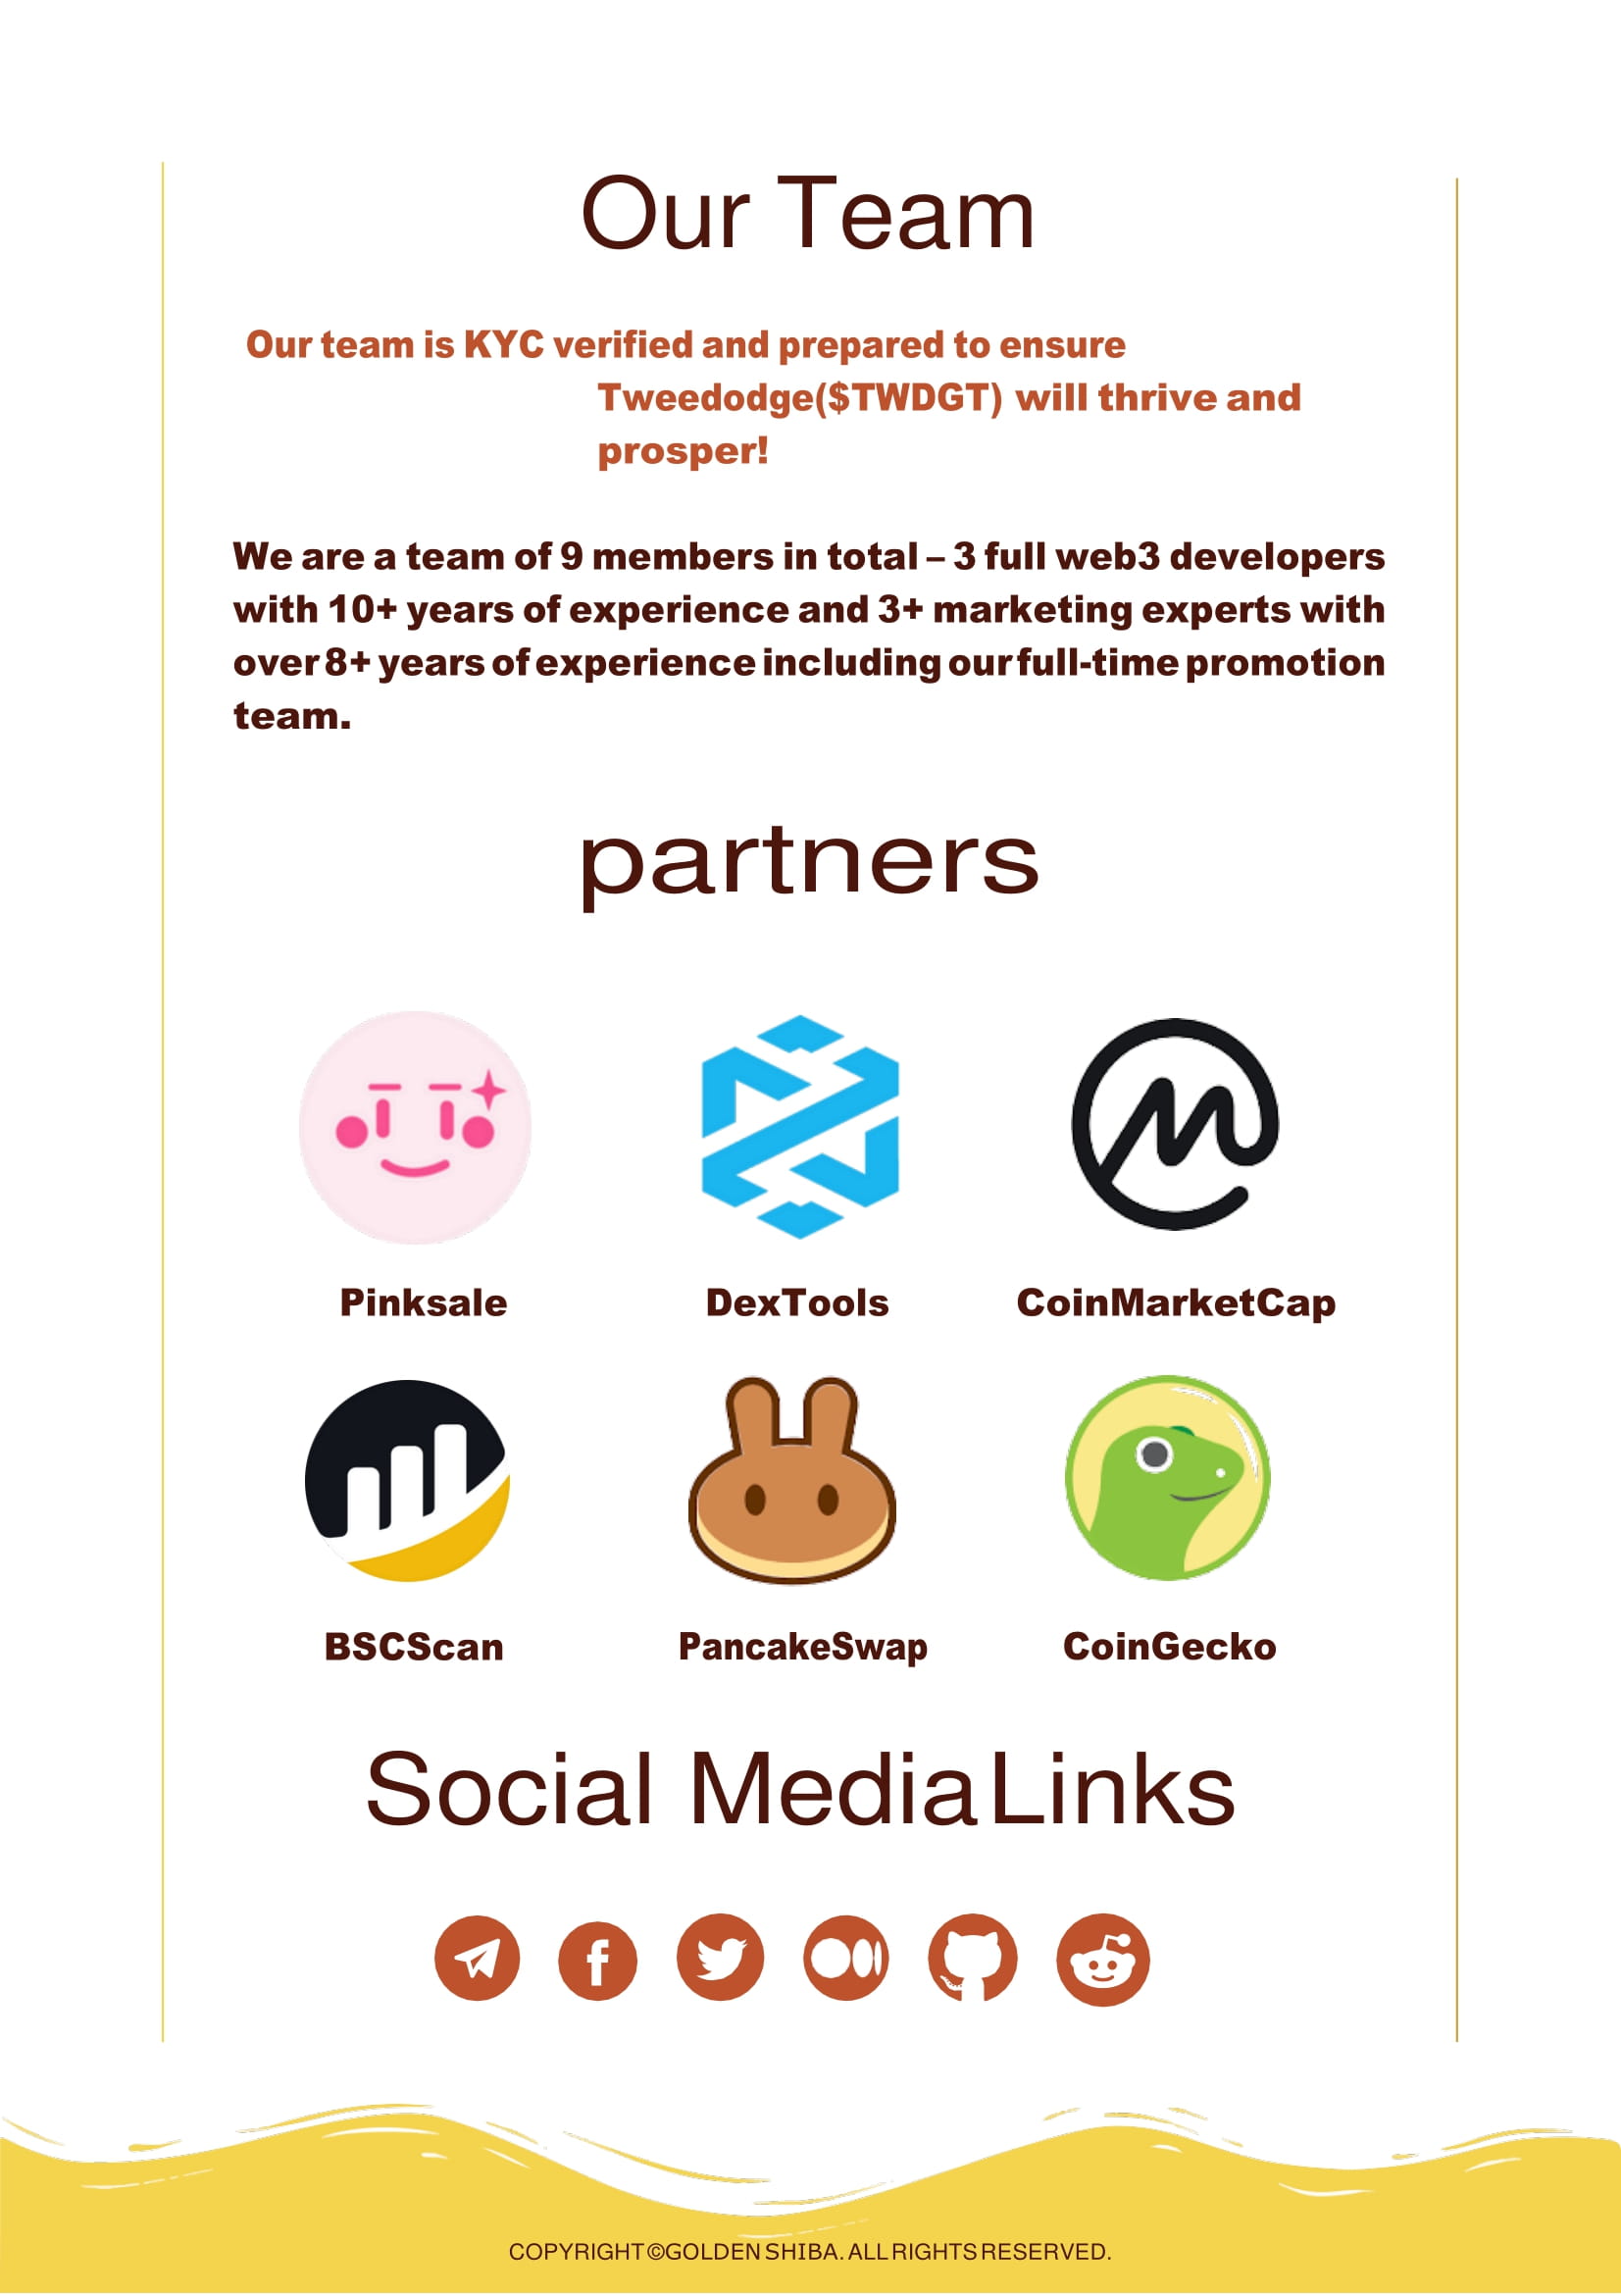 Our Team
Our team is KYC verified and prepared to ensure
Tweedodge($TWDGT) will thrive and
prosper!
We are a team of 9 members in total – 3 full web3 developers
with 10+ years of experience and 3+ marketing experts with
over 8+ years of experience including our full-time promotion
team.
partners
Pinksale DexTools CoinMarketCap
BSCScan PancakeSwap CoinGecko
Social Media Links
COPYRIGHT ©GOLDEN SHIBA. ALL RIGHTS RESERVED.